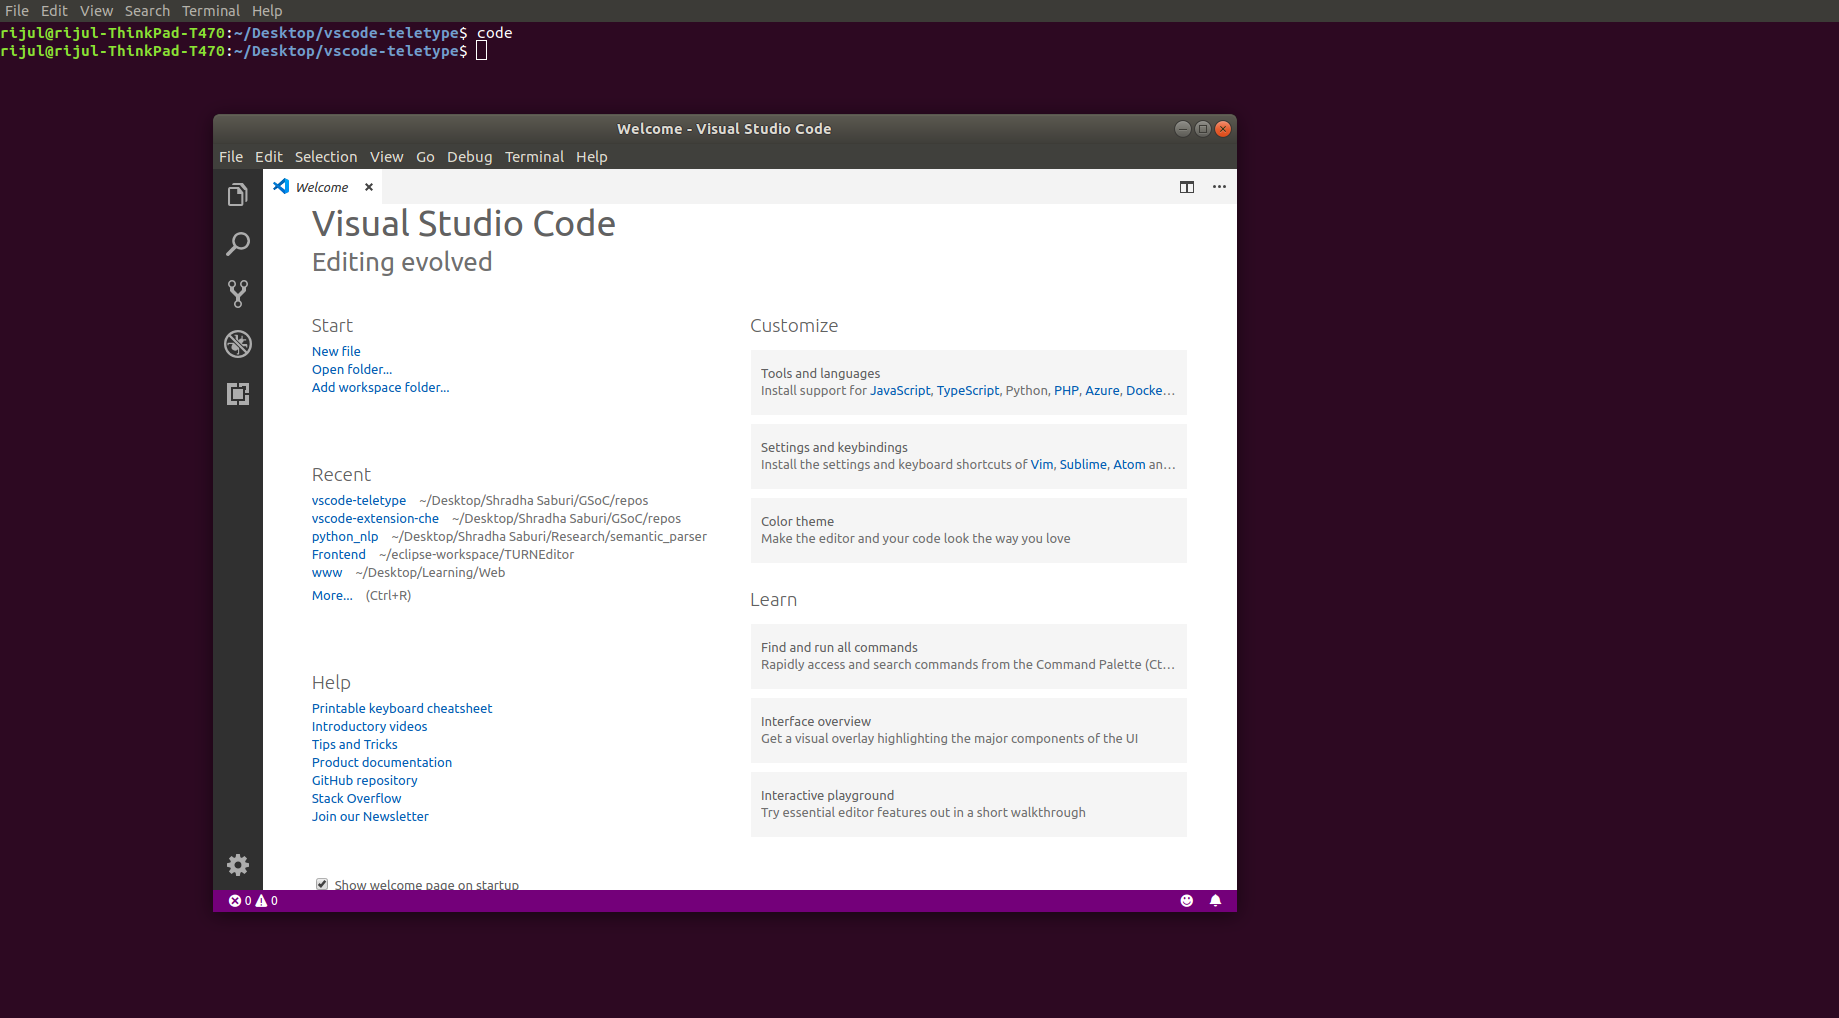 File Edit View Search Terminal Help
rijul@rijul-ThinkPad-T470:~/Desktop/vscode-teletype$ code
rijul@rijul-ThinkPad-T470:~/Desktop/vscode-teletype$
Welcome - Visual Studio Code
File Edit Selection View Go Debug Terminal Help
Welcome
Visual Studio Code
Editing evolved
Start
New file
Open folder...
Add workspace folder...
Recent
vscode-teletype ~/Desktop/Shradha Saburi/GSoC/repos
vscode-extension-che ~/Desktop/Shradha Saburi/GSoC/repos
python_nlp ~/Desktop/Shradha Saburi/Research/semantic_parser
Frontend ~/eclipse-workspace/TURNEditor
www ~/Desktop/Learning/Web
More... (Ctrl+R)
Help
Printable keyboard cheatsheet
Introductory videos
Tips and Tricks
Product documentation
GitHub repository
Stack Overflow
Join our Newsletter
Show welcome page on startup
Customize
Tools and languages
Install support for JavaScript, TypeScript, Python, PHP, Azure, Docke...
Settings and keybindings
Install the settings and keyboard shortcuts of Vim, Sublime, Atom an...
Color theme
Make the editor and your code look the way you love
Learn
Find and run all commands
Rapidly access and search commands from the Command Palette (Ct...
Interface overview
Get a visual overlay highlighting the major components of the UI
Interactive playground
Try essential editor features out in a short walkthrough
0 0